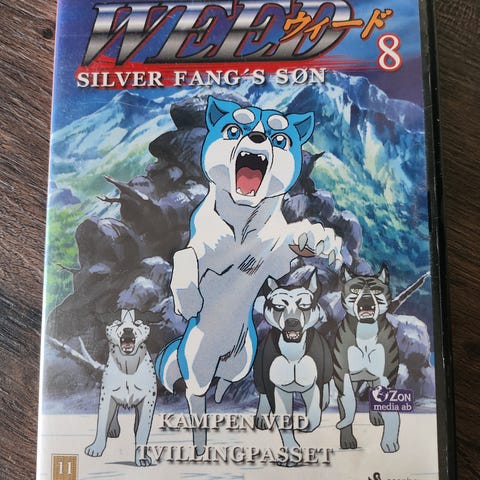 WEED
ウィード
8
SILVER FANG´S SØN
ZON
media ab
KAMPEN VED
TVILLINGPASSET
11